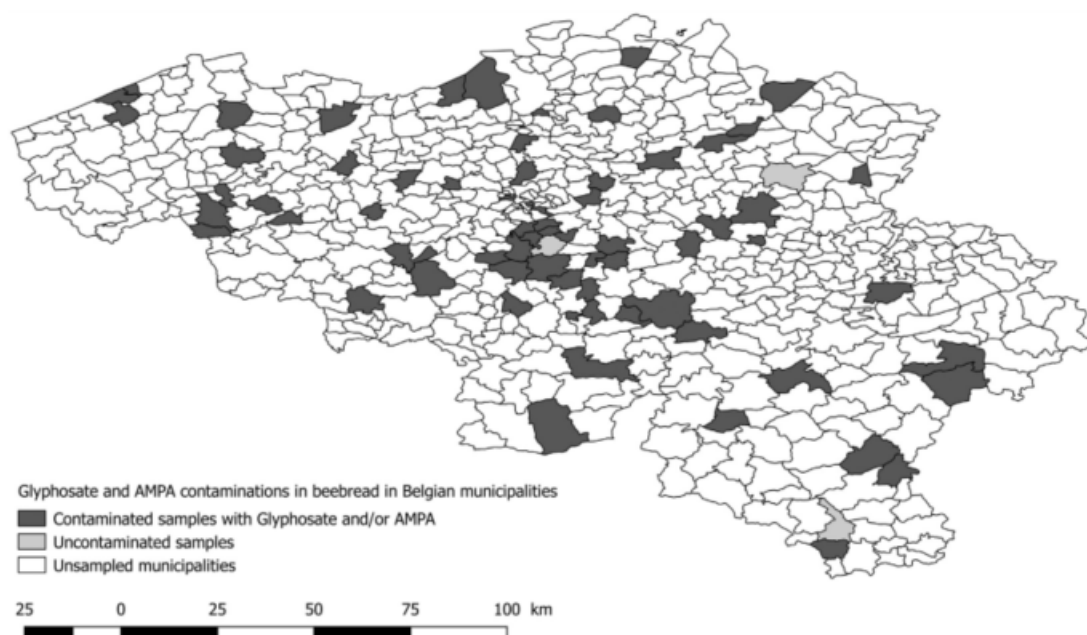 Glyphosate and AMPA contaminations in beebread in Belgian municipalities
Contaminated samples with Glyphosate and/or AMPA
Uncontaminated samples
Unsampled municipalities
25 0 25 50 75 100 km